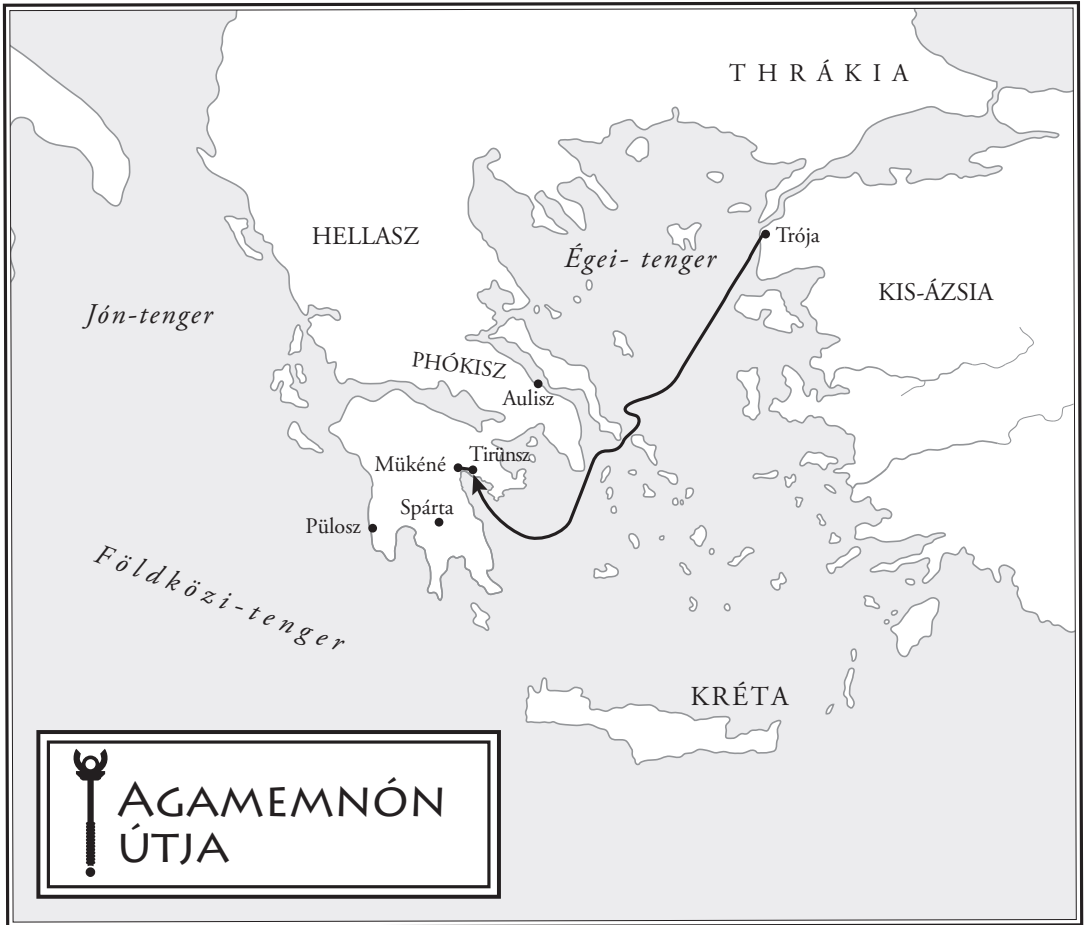 THRÁKIA
HELLASZ
Égei- tenger
Trója
KIS-ÁZSIA
Jón-tenger
PHÓKISZ
Aulisz
Mükéné
Tirünsz
Spárta
Pülosz
Földközi-tenger
KRÉTA
AGAMEMNÓN
ÚTJA